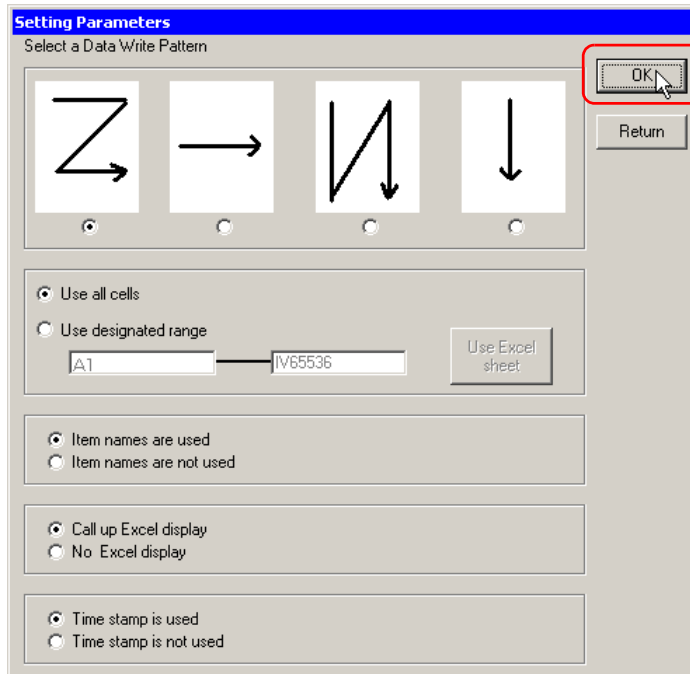 Setting Parameters
Select a Data Write Pattern
OK
Return
Use all cells
Use designated range
A1
IV65536
Use Excel
sheet
Item names are used
Item names are not used
Call up Excel display
No Excel display
Time stamp is used
Time stamp is not used